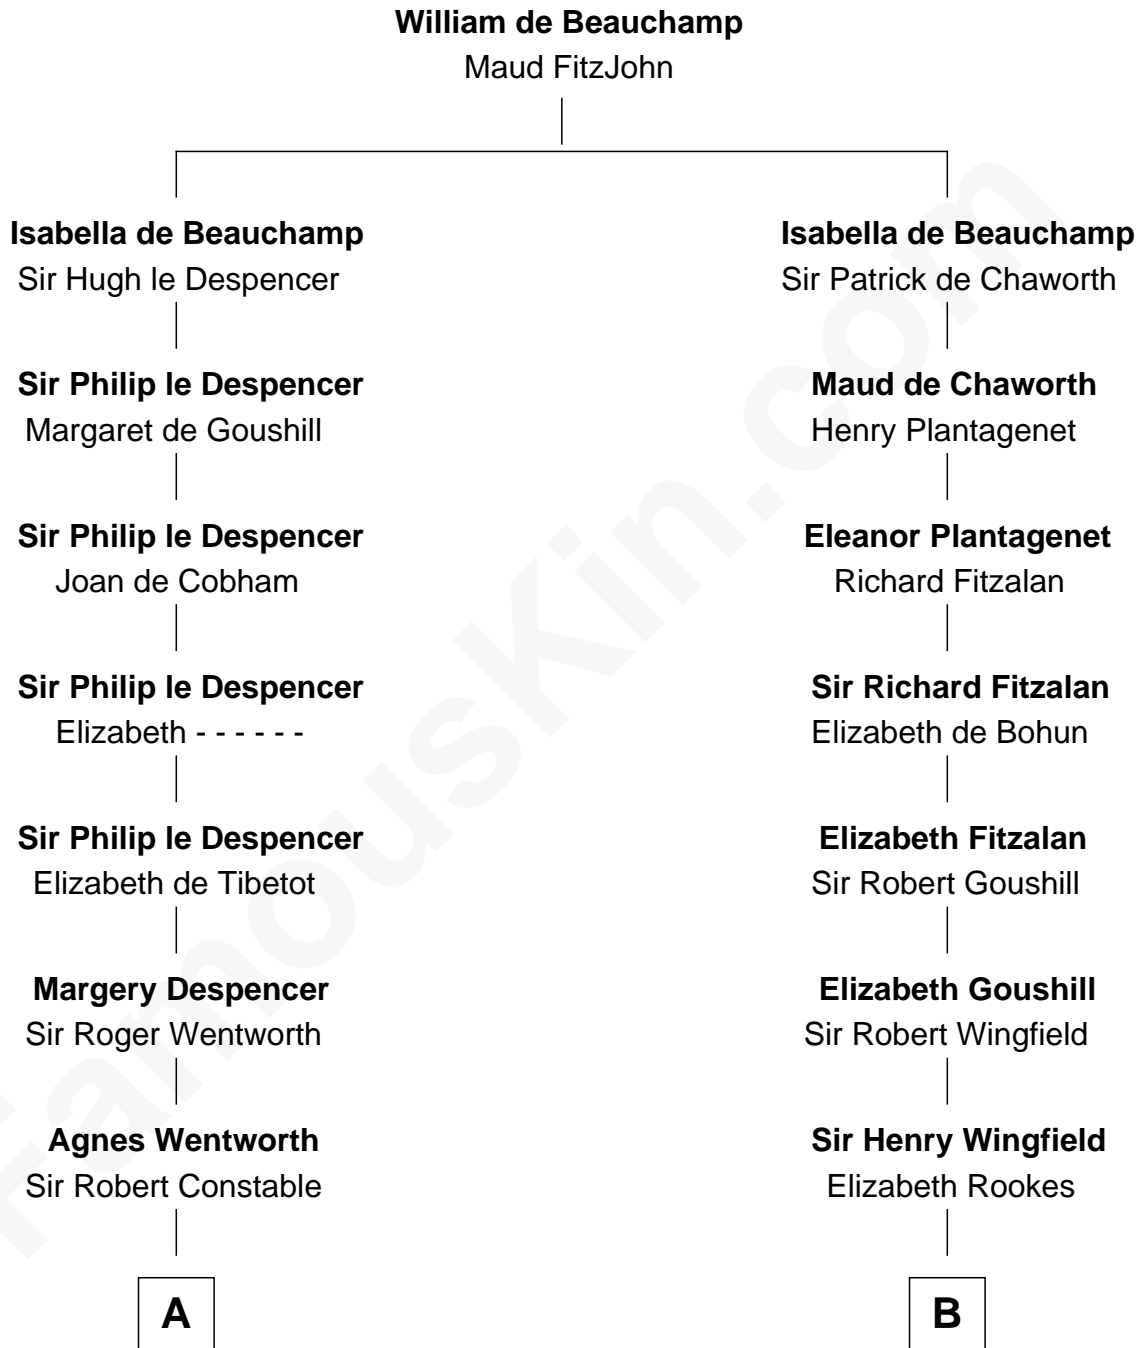 William de Beauchamp
Maud FitzJohn
Isabella de Beauchamp
Sir Hugh le Despencer
Isabella de Beauchamp
Sir Patrick de Chaworth
Sir Philip le Despencer
Margaret de Goushill
Maud de Chaworth
Henry Plantagenet
Sir Philip le Despencer
Joan de Cobham
Eleanor Plantagenet
Richard Fitzalan
Sir Philip le Despencer
Elizabeth - - - - - -
Sir Richard Fitzalan
Elizabeth de Bohun
Sir Philip le Despencer
Elizabeth de Tibetot
Elizabeth Fitzalan
Sir Robert Goushill
Margery Despencer
Sir Roger Wentworth
Elizabeth Goushill
Sir Robert Wingfield
Agnes Wentworth
Sir Robert Constable
Sir Henry Wingfield
Elizabeth Rookes
A
B
FamousKin.com